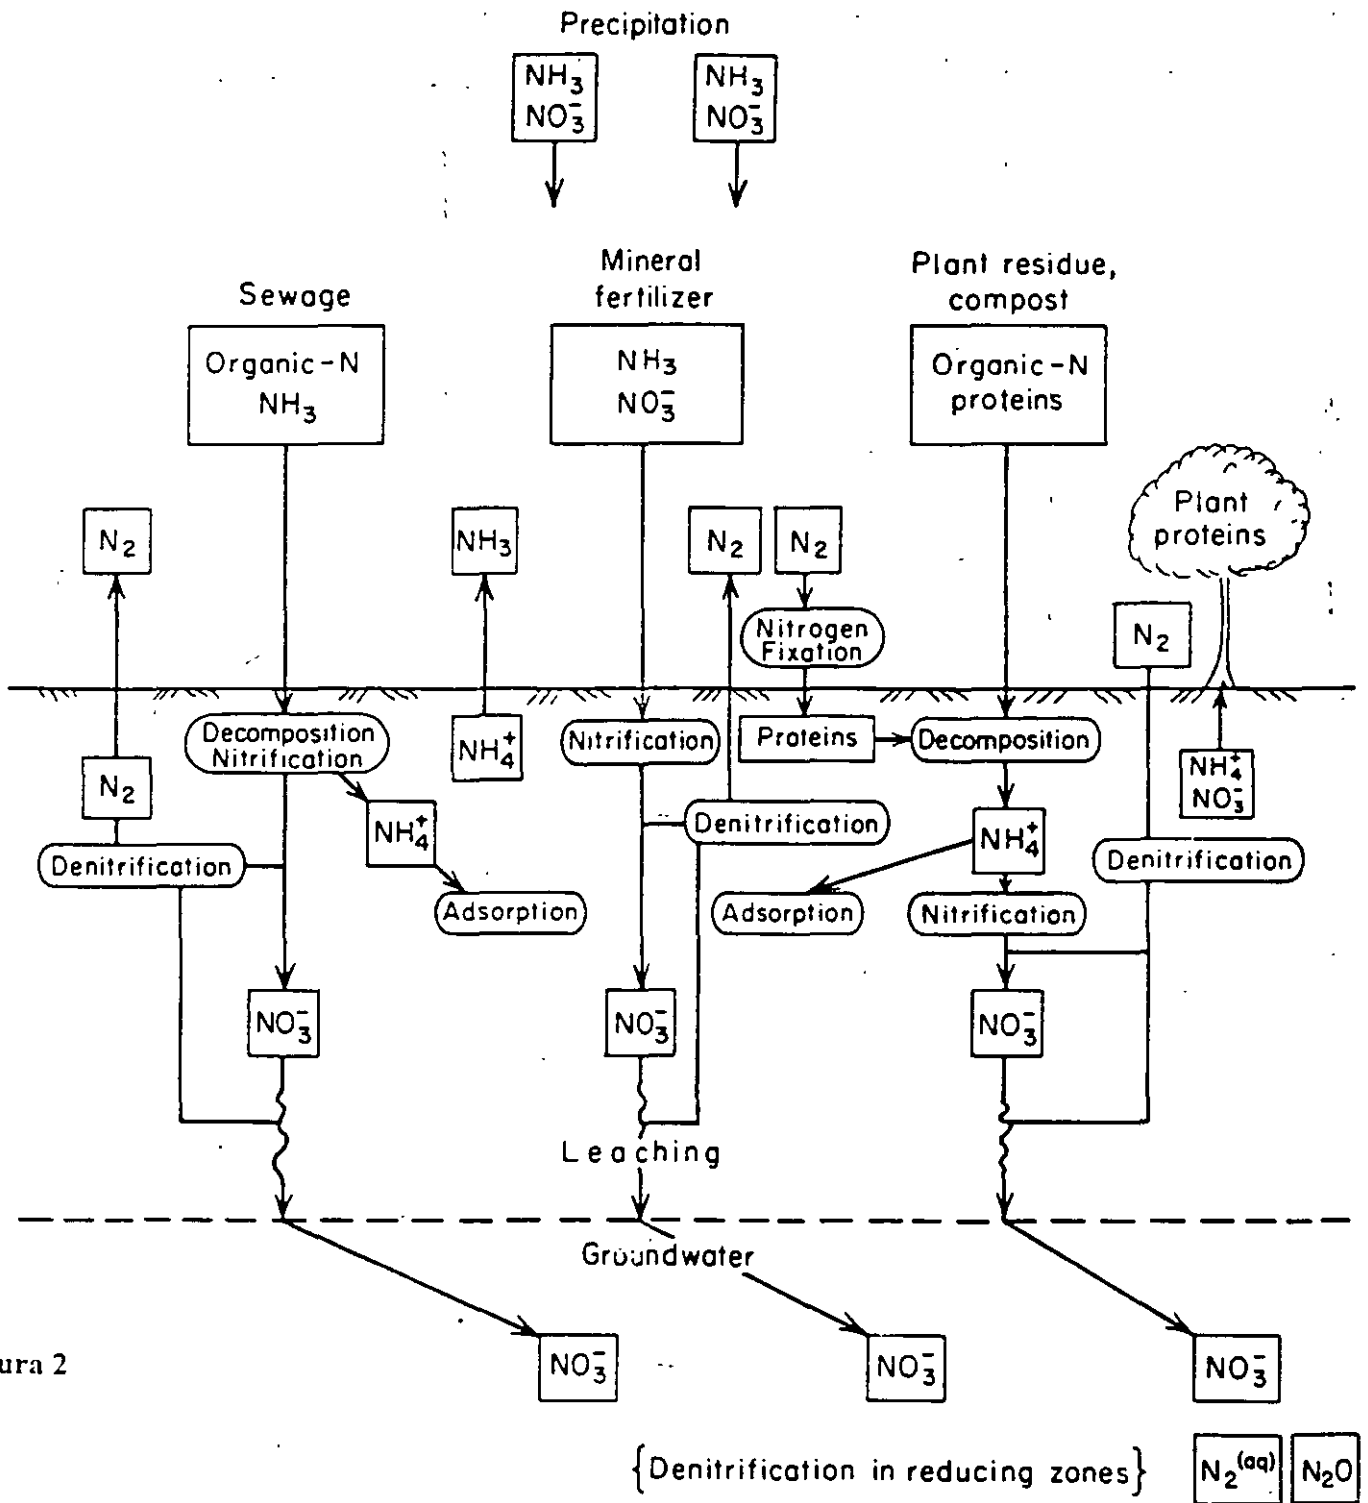 Precipitation
NH₃
NO₃⁻
NH₃
NO₃⁻
Sewage
Organic-N
NH₃
Mineral
fertilizer
NH₃
NO₃⁻
Plant residue,
compost
Organic-N
proteins
N₂
NH₃
N₂
N₂
Plant
proteins
Nitrogen
Fixation
N₂
Decomposition
Nitrification
NH₄⁺
Nitrification
Proteins
Decomposition
NH₄⁺
NO₃⁻
N₂
NH₄⁺
Denitrification
NH₄⁺
Denitrification
Denitrification
Adsorption
Adsorption
Nitrification
NO₃⁻
NO₃⁻
NO₃⁻
Leaching
Groundwater
NO₃⁻
NO₃⁻
NO₃⁻
ura 2
{Denitrification in reducing zones}
N₂(aq)
N₂O